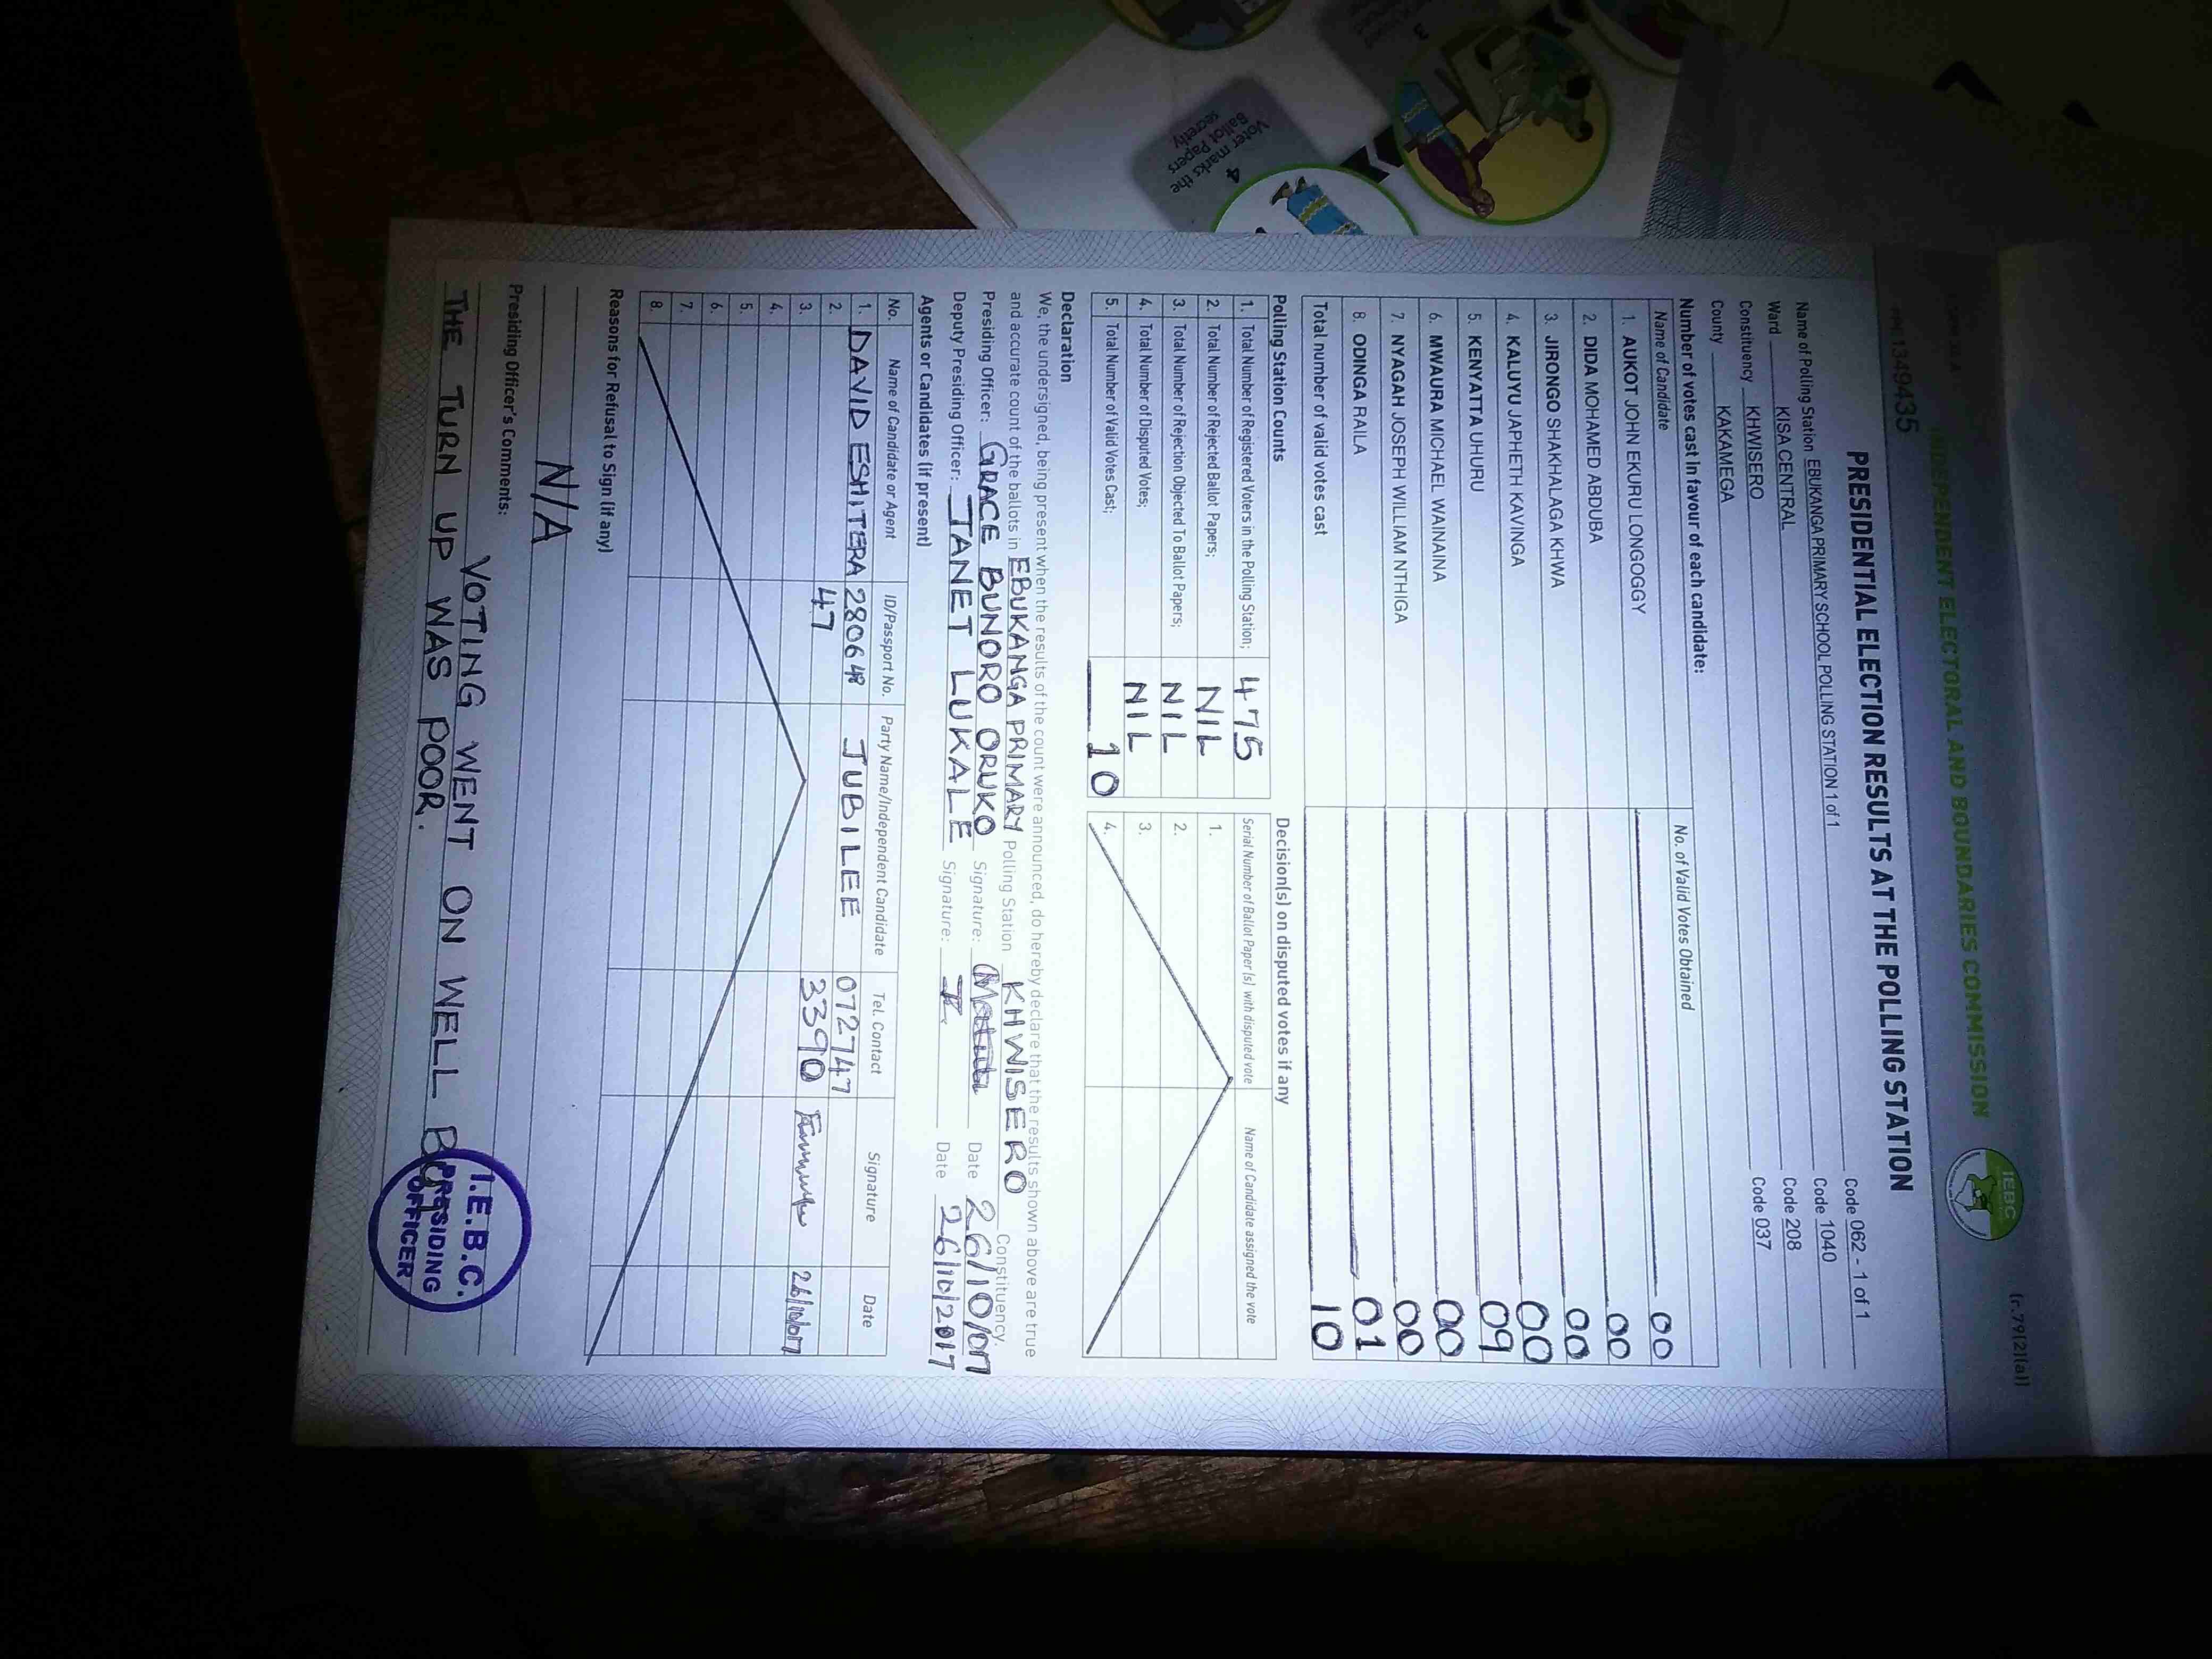 (r.79(2)(a))
INDEPENDENT ELECTORAL AND BOUNDARIES COMMISSION
IEBC
1349435
PRESIDENTIAL ELECTION RESULTS AT THE POLLING STATION
Name of Polling Station EBUKANGA PRIMARY SCHOOL POLLING STATION 1 of 1 Code 062 - 1 of 1
Ward KISA CENTRAL Code 1040
Constituency KHWISERO Code 208
County KAKAMEGA Code 037
Number of votes cast in favour of each candidate:
Name of Candidate No. of Valid Votes Obtained
1. AUKOT JOHN EKURU LONGOGGY 00
2. DIDA MOHAMED ABDUBA 00
3. JIRONGO SHAKHALAGA KHWA 00
4. KALUYU JAPHETH KAVINGA 00
5. KENYATTA UHURU 09
6. MWAURA MICHAEL WAINAINA 00
7. NYAGAH JOSEPH WILLIAM NTHIGA 00
8. ODINGA RAILA 01
Total number of valid votes cast 10
Polling Station Counts
1. Total Number of Registered Voters in the Polling Station; 475
2. Total Number of Rejected Ballot Papers; NIL
3. Total Number of Rejection Objected To Ballot Papers; NIL
4. Total Number of Disputed Votes; NIL
5. Total Number of Valid Votes Cast; 10
Decision(s) on disputed votes if any
Serial Number of Ballot Paper (s) with disputed vote Name of Candidate assigned the vote
1.
2.
3.
4.
Declaration
We, the undersigned, being present when the results of the count were announced, do hereby declare that the results shown above are true
and accurate count of the ballots in EBUKANGA PRIMARY Polling Station KHWISERO Constituency.
Presiding Officer: GRACE BUNORO ORUKO Signature: Date 26/10/017
Deputy Presiding Officer: JANET LUKALE Signature: Date 26/10/2017
Agents or Candidates (if present)
No. Name of Candidate or Agent ID/Passport No. Party Name/Independent Candidate Tel. Contact Signature Date
1. DAVID ESHITERA 280648 JUBILEE 072747
2. 47 3390 26/10/017
3.
4.
5.
6.
7.
8.
Reasons for Refusal to Sign (if any)
N/A
Presiding Officer's Comments:
VOTING WENT ON WELL BUT
THE TURN UP WAS POOR.
I.E.B.C.
PRESIDING
OFFICER
Voter marks the
Ballot Papers
secretly
4
3